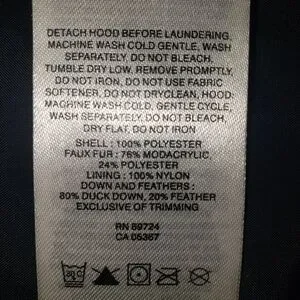 DETACH HOOD BEFORE LAUNDERING,
MACHINE WASH COLD GENTLE, WASH
SEPARATELY, DO NOT BLEACH,
TUMBLE DRY LOW, REMOVE PROMPTLY,
DO NOT IRON, DO NOT USE FABRIC
SOFTENER, DO NOT DRYCLEAN, HOOD:
MACHINE WASH COLD, GENTLE CYCLE,
WASH SEPARATELY, DO NOT BLEACH,
DRY FLAT, DO NOT IRON
SHELL : 100% POLYESTER
FAUX FUR : 76% MODACRYLIC,
24% POLYESTER
LINING : 100% NYLON
DOWN AND FEATHERS :
80% DUCK DOWN, 20% FEATHER
EXCLUSIVE OF TRIMMING
RN 59724
CA 05367